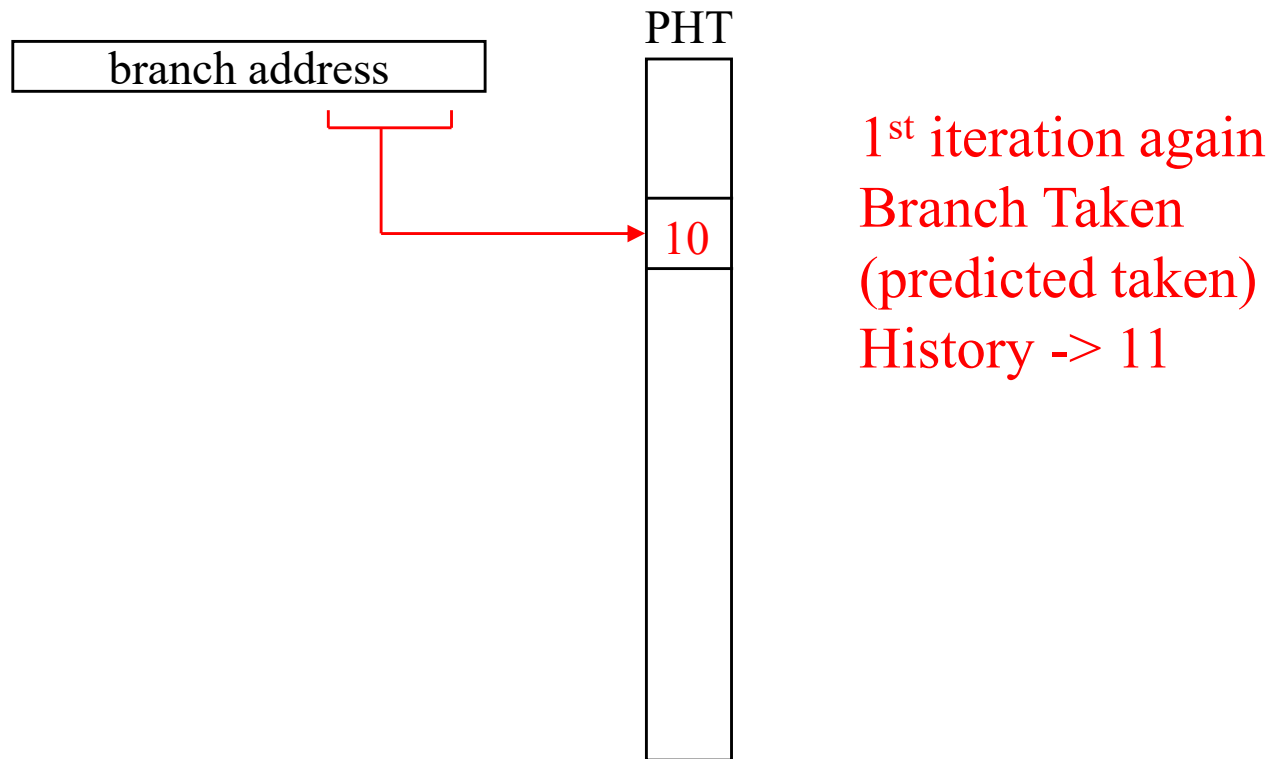 PHT
branch address
10
1st iteration again
Branch Taken
(predicted taken)
History -> 11